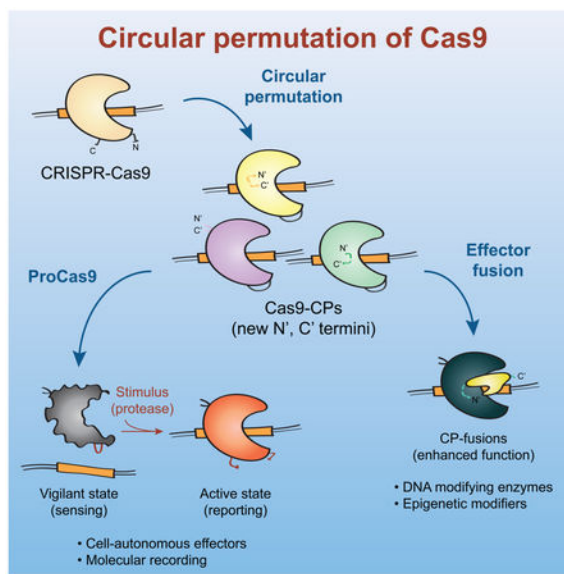 Circular permutation of Cas9
Circular
permutation
C
N
CRISPR-Cas9
N'
C'
N'
C'
N'
C'
ProCas9
Effector
fusion
Cas9-CPs
(new N', C' termini)
Stimulus
(protease)
C'
N'
Vigilant state
(sensing)
Active state
(reporting)
CP-fusions
(enhanced function)
• DNA modifying enzymes
• Epigenetic modifiers
• Cell-autonomous effectors
• Molecular recording